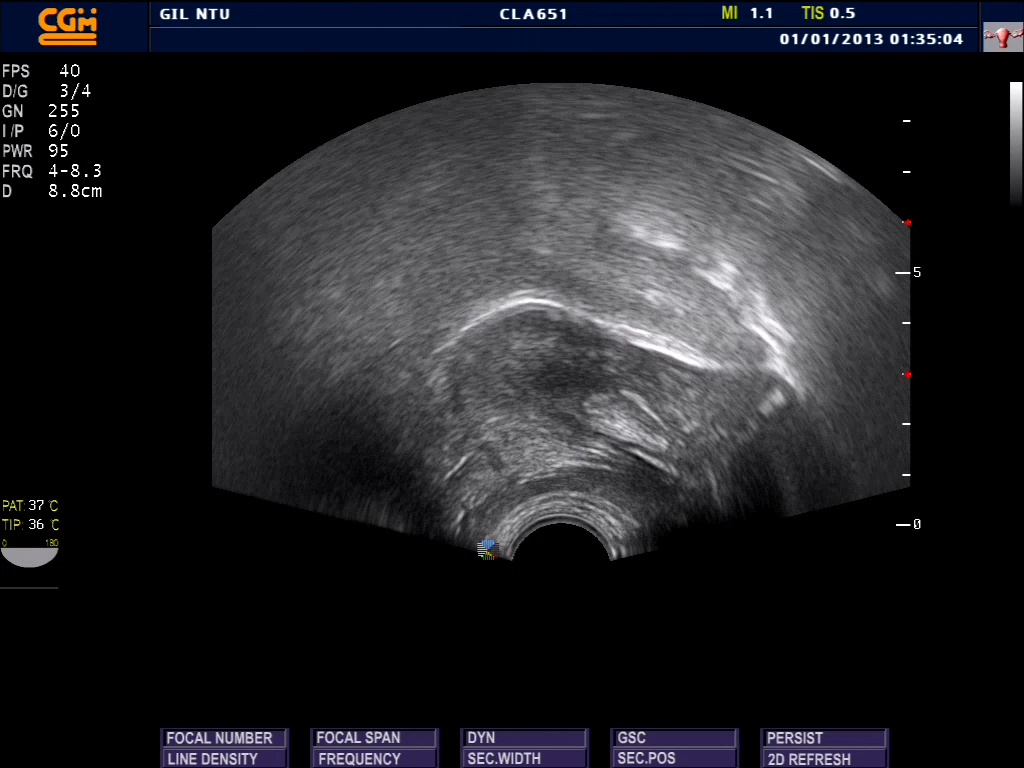 CGM
GIL NTU CLA651 MI 1.1 TIS 0.5
01/01/2013 01:35:04
FPS 40
D/G 3/4
GN 255
I/P 6/0
PWR 95
FRQ 4-8.3
D 8.8cm
5
PAT: 37 °C
TIP: 36 °C
0 180
0
FOCAL NUMBER FOCAL SPAN DYN GSC PERSIST
LINE DENSITY FREQUENCY SEC.WIDTH SEC.POS 2D REFRESH